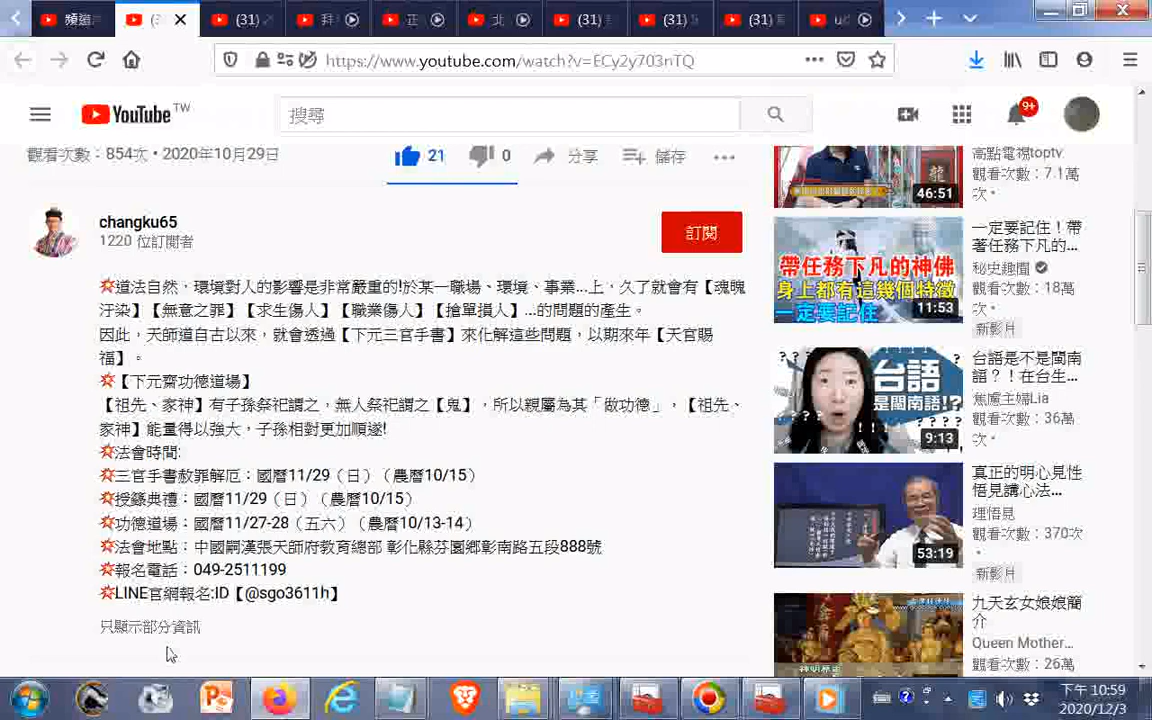 頻道
(31)
(31)
(31)
(31)
https://www.youtube.com/watch?v=ECy2y703nTQ
YouTube TW
搜尋
9+
觀看次數：854次 • 2020年10月29日
21
0
分享
儲存
changku65
1220 位訂閱者
訂閱
道法自然，環境對人的影響是非常嚴重的!於某一職場、環境、事業...上，久了就會有【魂魄
汙染】【無意之罪】【求生傷人】【職業傷人】【搶單損人】...的問題的產生。
因此，天師道自古以來，就會透過【下元三官手書】來化解這些問題，以期來年【天官賜
福】。
【下元齋功德道場】
【祖先、家神】有子孫祭祀謂之，無人祭祀謂之【鬼】，所以親屬為其「做功德」，【祖先、
家神】能量得以強大，子孫相對更加順遂!
法會時間:
三官手書赦罪解厄：國曆11/29（日）（農曆10/15）
授籙典禮：國曆11/29（日）（農曆10/15）
功德道場：國曆11/27-28（五六）（農曆10/13-14）
法會地點：中國嗣漢張天師府教育總部 彰化縣芬園鄉彰南路五段888號
報名電話：049-2511199
LINE官網報名:ID【@sgo3611h】
只顯示部分資訊
龍
46:51
高點電視toptv
觀看次數：7.1萬
次 •
帶任務下凡的神佛
身上都有這幾個特徵
一定要記住
11:53
一定要記住！帶
著任務下凡的...
秘史趣聞
觀看次數：18萬
次 •
新影片
台語
是閩南語!?
9:13
台語是不是閩南
語？！在台生...
焦慮主婦Lia
觀看次數：36萬
次 •
53:19
真正的明心見性
悟見講心法...
理悟見
觀看次數：370次
•
新影片
九天玄女娘娘簡
介
Queen Mother...
觀看次數：26萬
下午 10:59
2020/12/3